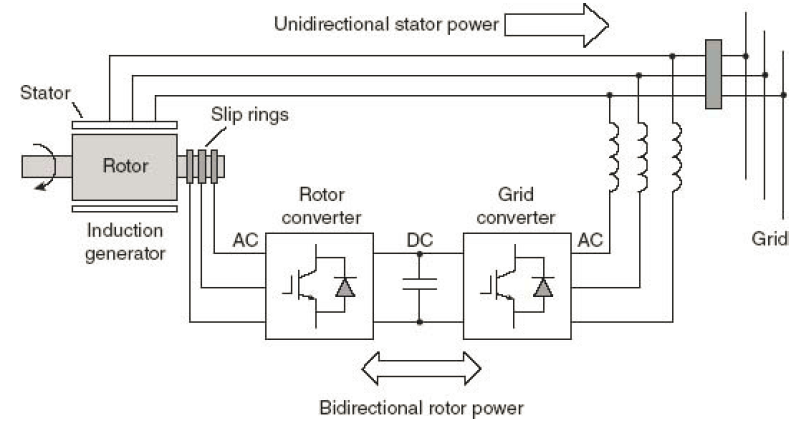 Unidirectional stator power
Stator
Slip rings
Rotor
Induction
generator
Rotor
converter
Grid
converter
AC
DC
AC
Grid
Bidirectional rotor power